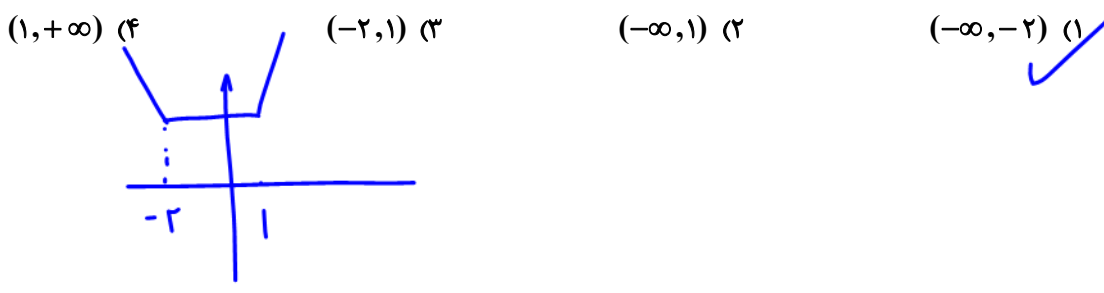 ۱) (-∞,-۲) ۲) (-∞,۱) ۳) (-۲,۱) ۴) (۱,+∞)
-۲ ۱